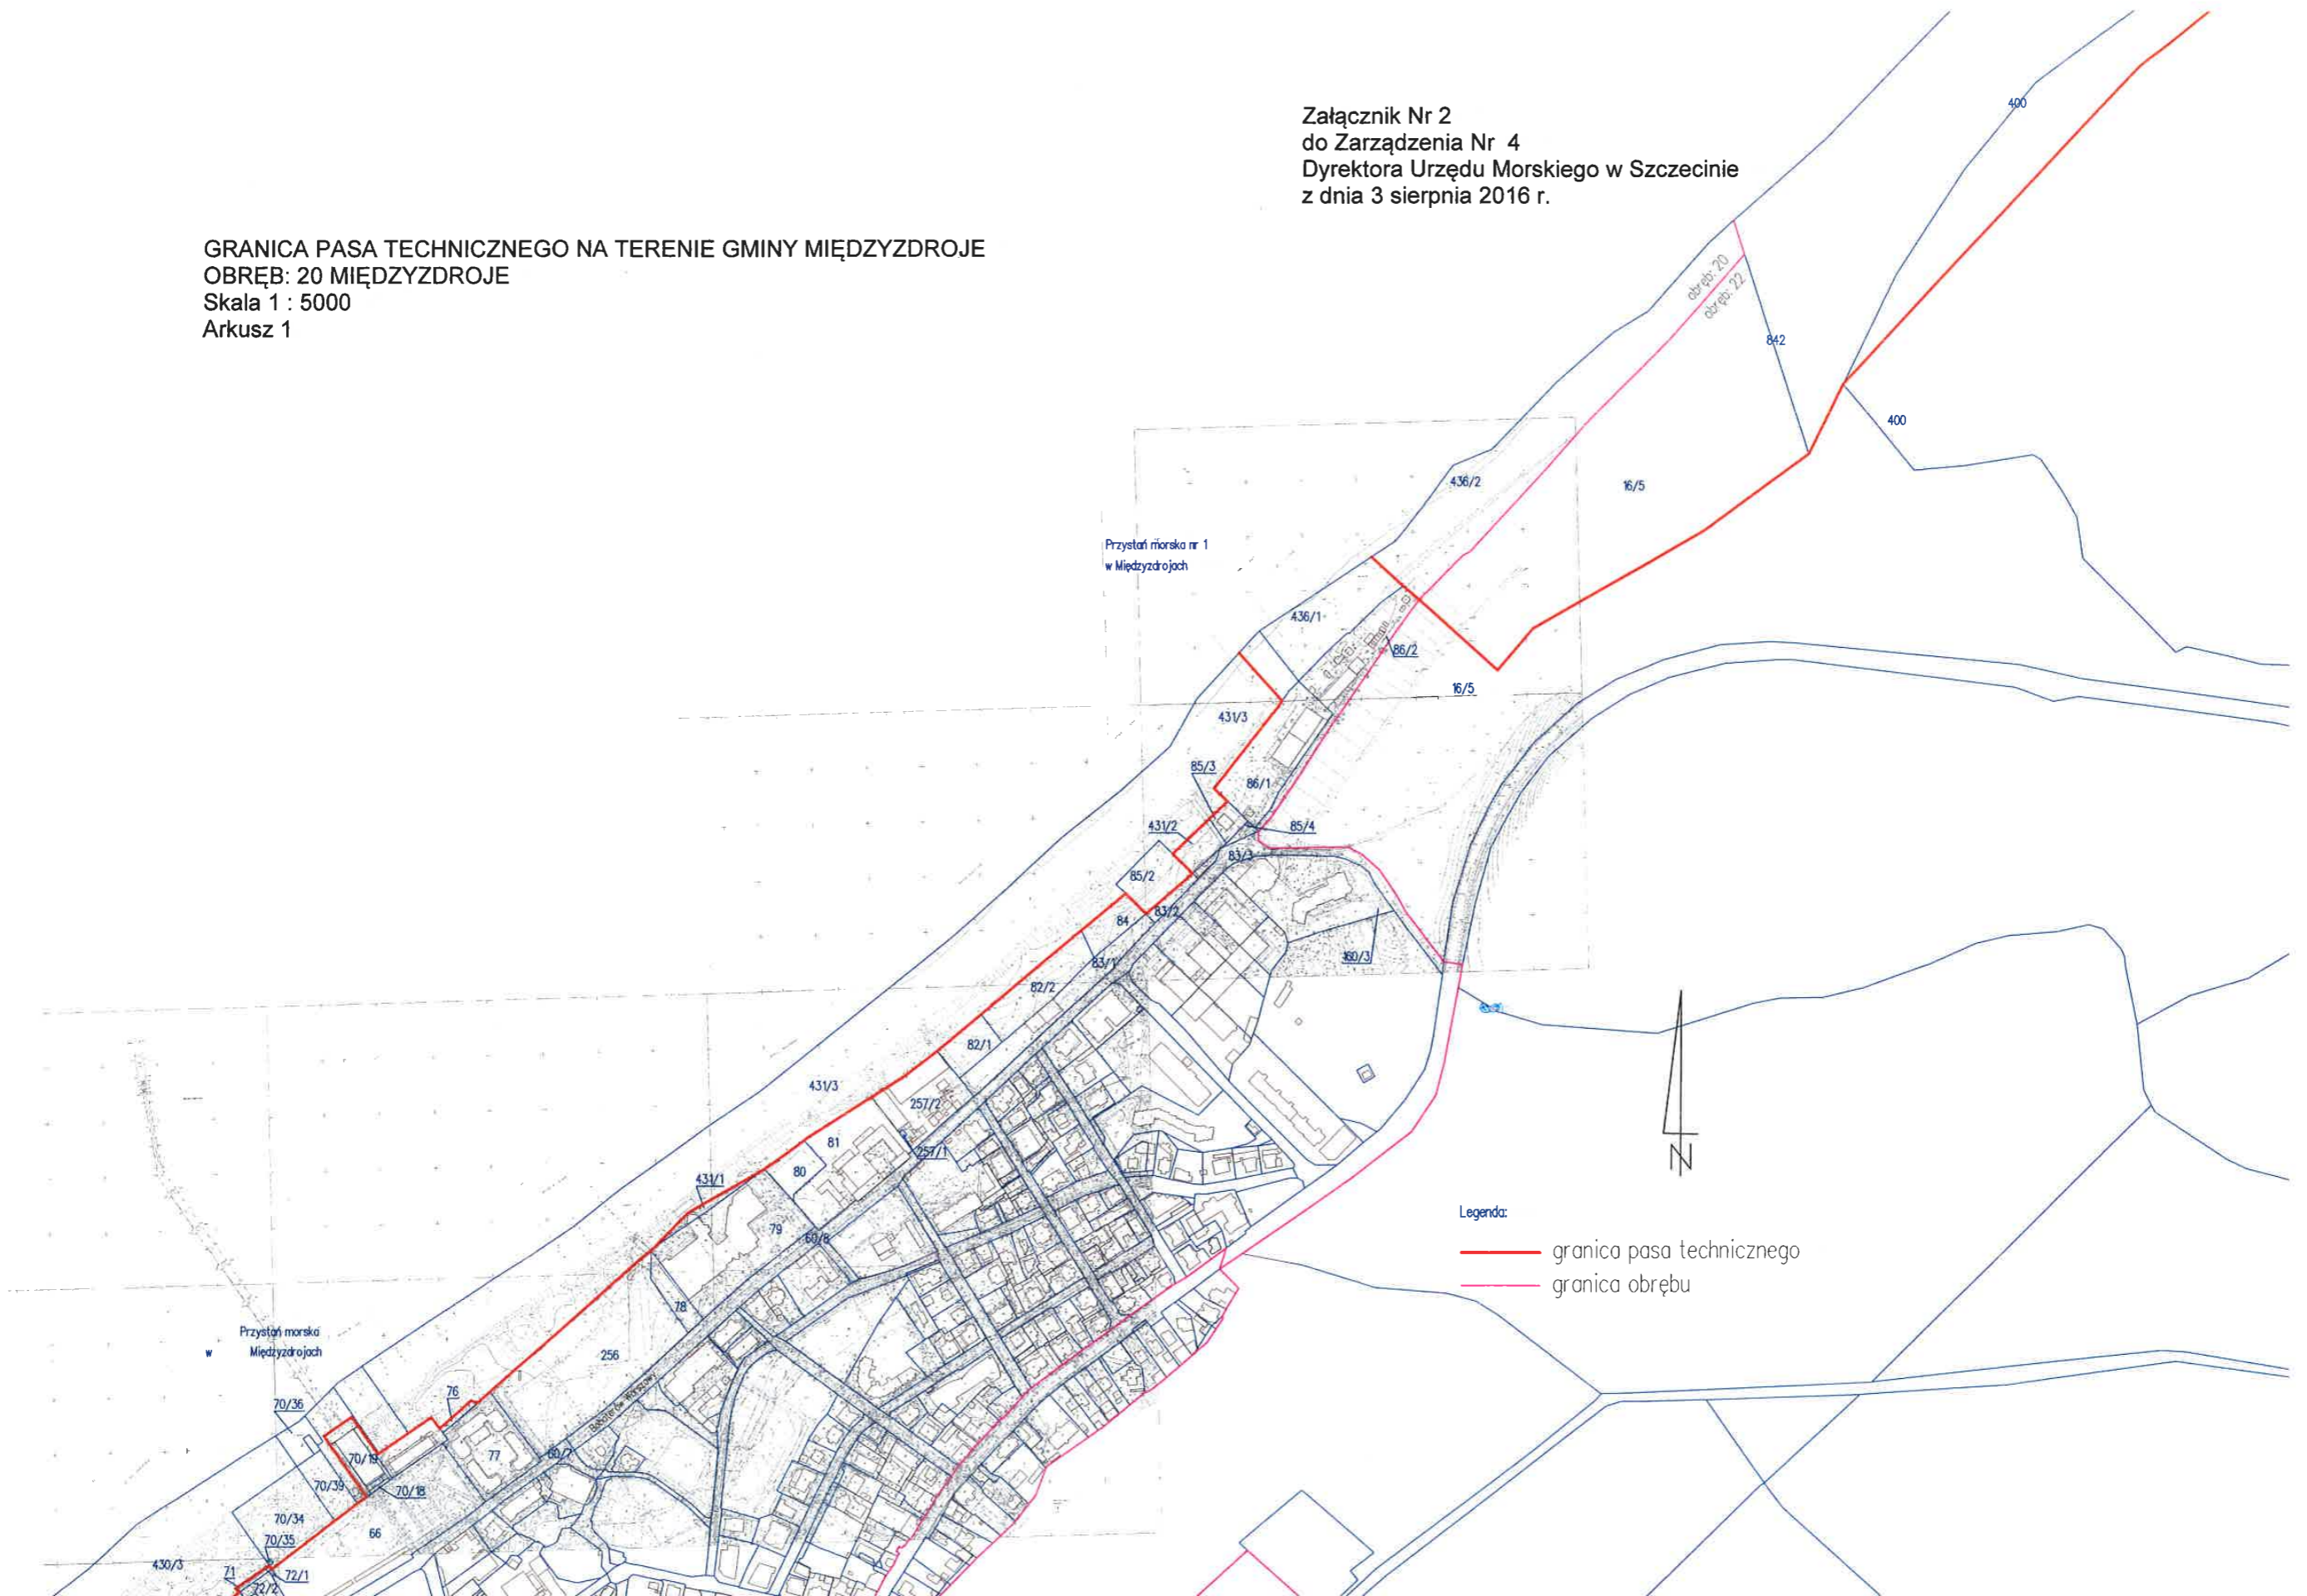 Załącznik Nr 2
do Zarządzenia Nr 4
Dyrektora Urzędu Morskiego w Szczecinie
z dnia 3 sierpnia 2016 r.
GRANICA PASA TECHNICZNEGO NA TERENIE GMINY MIĘDZYZDROJE
OBRĘB: 20 MIĘDZYZDROJE
Skala 1 : 5000
Arkusz 1
400
obręb: 20
obręb: 22
842
400
436/2
16/5
Przystań morska nr 1
w Międzyzdrojach
436/1
86/2
16/5
431/3
85/3
86/1
431/2
85/4
83/3
85/2
84
83/2
83/1
160/3
82/2
82/1
431/3
257/2
81
257/1
80
431/1
79
60/8
78
256
N
Legenda:
granica pasa technicznego
granica obrębu
Przystań morska
w Międzyzdrojach
Bohaterów Warszawy
76
70/36
77
60/7
70/19
70/39
70/18
70/34
66
70/35
430/3
71
72/1
72/2